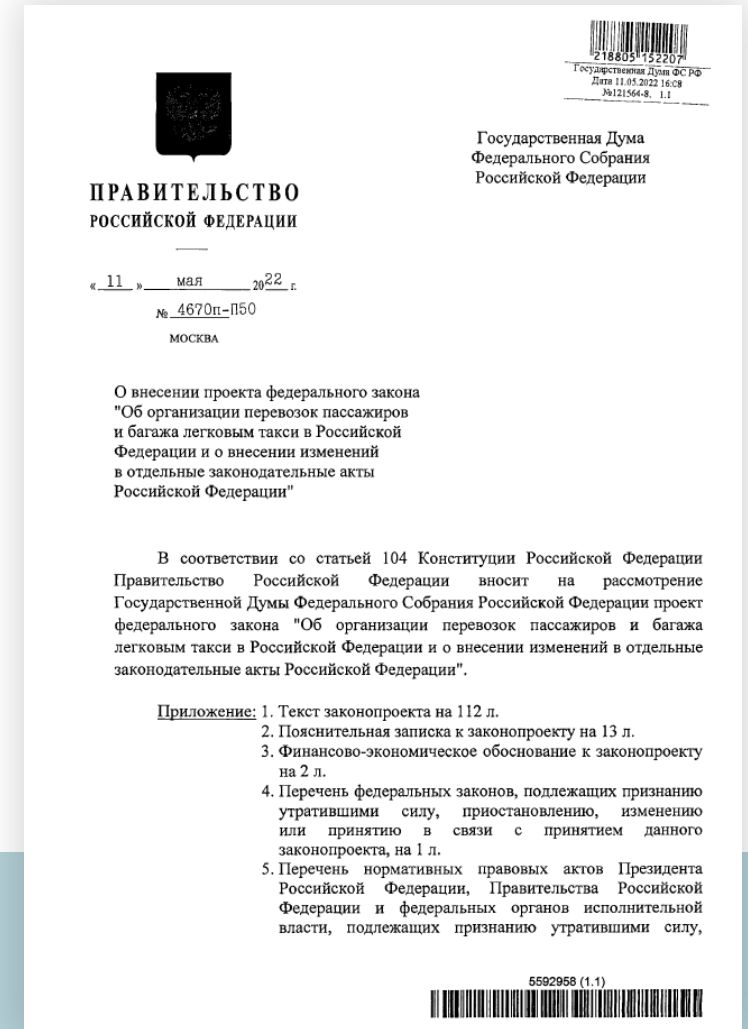 218805 152207
Государственная Дума ФС РФ
Дата 11.05.2022 16:08
№121564-8. 1.1
Государственная Дума
Федерального Собрания
Российской Федерации
ПРАВИТЕЛЬСТВО
РОССИЙСКОЙ ФЕДЕРАЦИИ
« 11 » мая 2022 г.
№ 4670п-П50
МОСКВА
О внесении проекта федерального закона
"Об организации перевозок пассажиров
и багажа легковым такси в Российской
Федерации и о внесении изменений
в отдельные законодательные акты
Российской Федерации"
В соответствии со статьей 104 Конституции Российской Федерации
Правительство Российской Федерации вносит на рассмотрение
Государственной Думы Федерального Собрания Российской Федерации проект
федерального закона "Об организации перевозок пассажиров и багажа
легковым такси в Российской Федерации и о внесении изменений в отдельные
законодательные акты Российской Федерации".
Приложение: 1. Текст законопроекта на 112 л.
2. Пояснительная записка к законопроекту на 13 л.
3. Финансово-экономическое обоснование к законопроекту
на 2 л.
4. Перечень федеральных законов, подлежащих признанию
утратившими силу, приостановлению, изменению
или принятию в связи с принятием данного
законопроекта, на 1 л.
5. Перечень нормативных правовых актов Президента
Российской Федерации, Правительства Российской
Федерации и федеральных органов исполнительной
власти, подлежащих признанию утратившими силу,
5592958 (1.1)